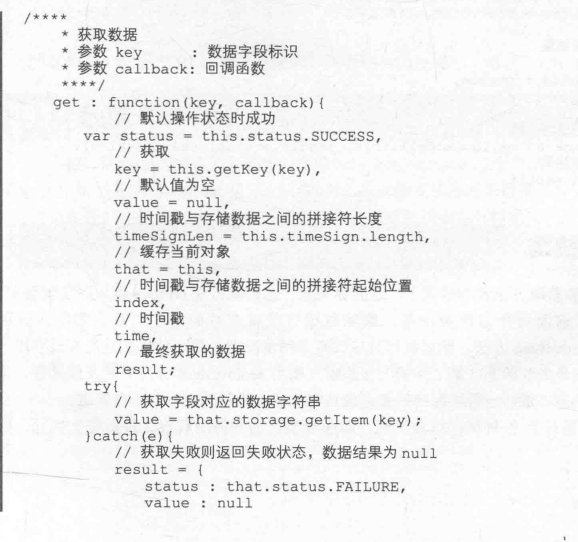 /****
* 获取数据
* 参数 key : 数据字段标识
* 参数 callback: 回调函数
****/
get : function(key, callback){
// 默认操作状态时成功
var status = this.status.SUCCESS,
// 获取
key = this.getKey(key),
// 默认值为空
value = null,
// 时间戳与存储数据之间的拼接符长度
timeSignLen = this.timeSign.length,
// 缓存当前对象
that = this,
// 时间戳与存储数据之间的拼接符起始位置
index,
// 时间戳
time,
// 最终获取的数据
result;
try{
// 获取字段对应的数据字符串
value = that.storage.getItem(key);
}catch(e){
// 获取失败则返回失败状态，数据结果为 null
result = {
status : that.status.FAILURE,
value : null